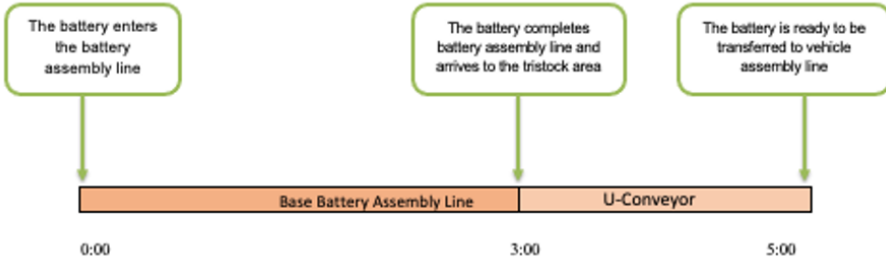 The battery enters
the battery
assembly line
The battery completes
battery assembly line and
arrives to the tristock area
The battery is ready to be
transferred to vehicle
assembly line
Base Battery Assembly Line
U-Conveyor
0:00
3:00
5:00